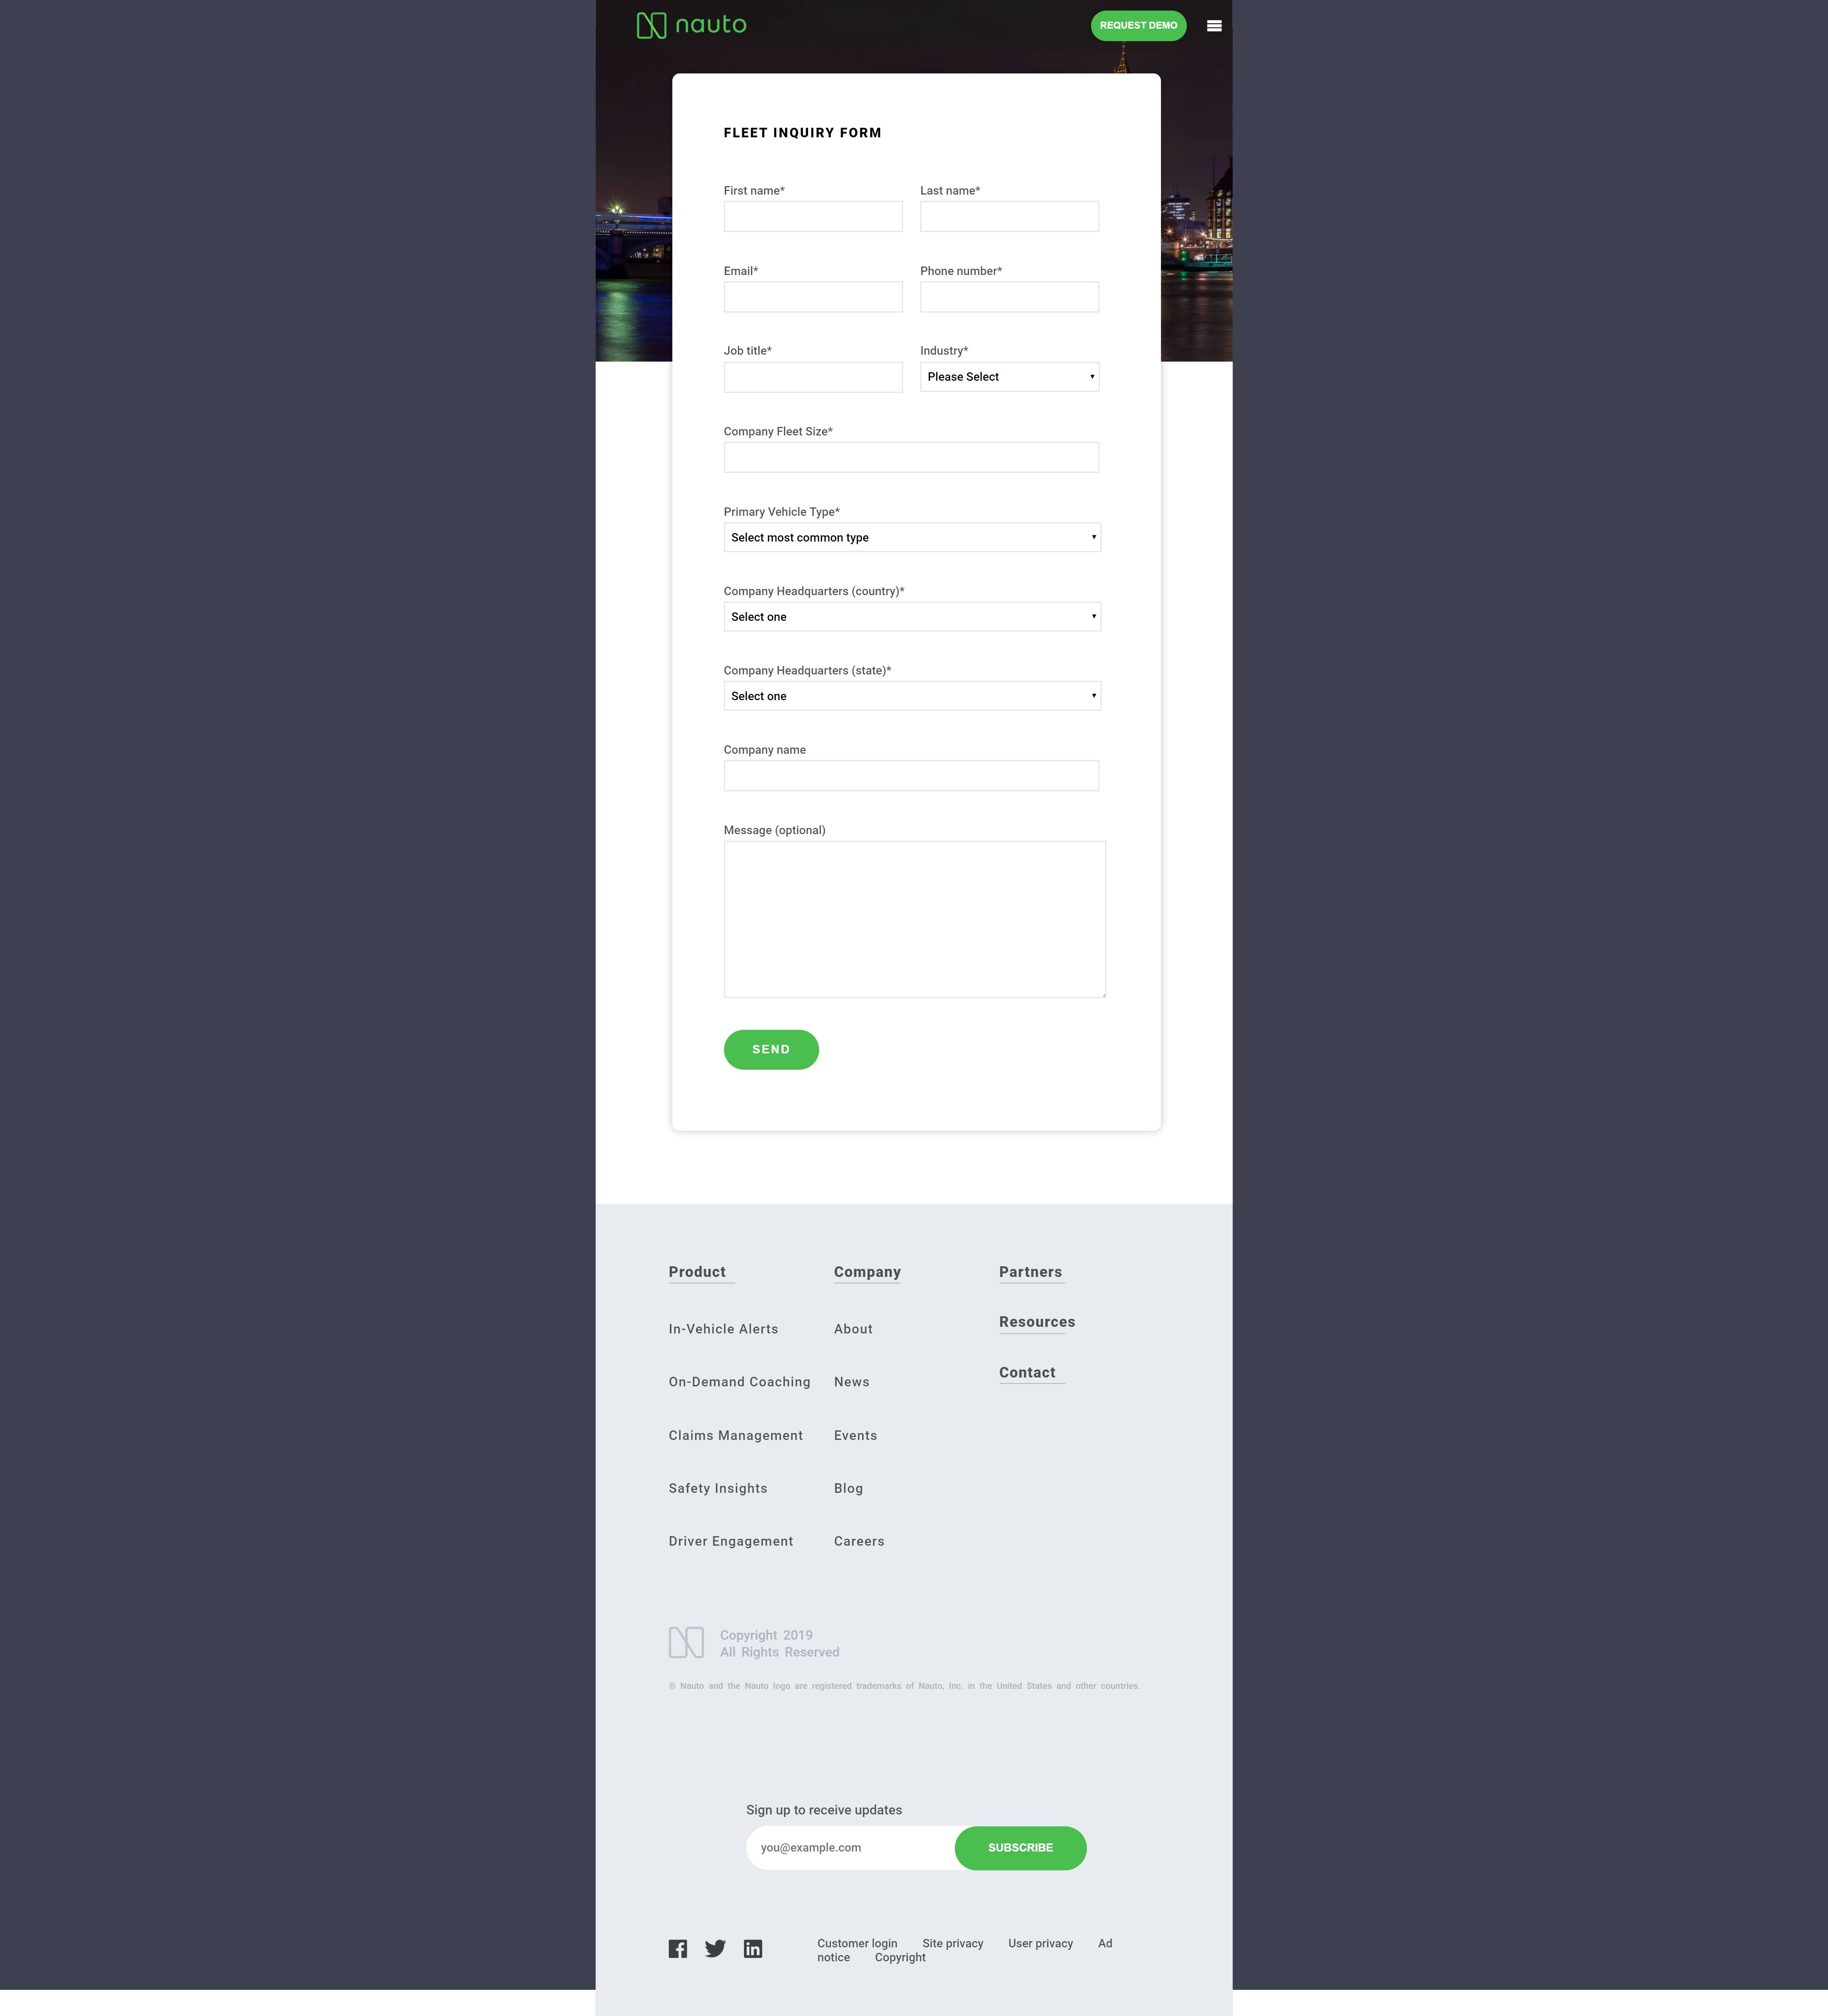 nauto
REQUEST DEMO
FLEET INQUIRY FORM
First name*
Last name*
Email*
Phone number*
Job title*
Industry*
Please Select
Company Fleet Size*
Primary Vehicle Type*
Select most common type
Company Headquarters (country)*
Select one
Company Headquarters (state)*
Select one
Company name
Message (optional)
SEND
Product
In-Vehicle Alerts
On-Demand Coaching
Claims Management
Safety Insights
Driver Engagement
Company
About
News
Events
Blog
Careers
Partners
Resources
Contact
Copyright 2019
All Rights Reserved
® Nauto and the Nauto logo are registered trademarks of Nauto, Inc. in the United States and other countries.
Sign up to receive updates
you@example.com
SUBSCRIBE
Customer login Site privacy User privacy Ad
notice Copyright